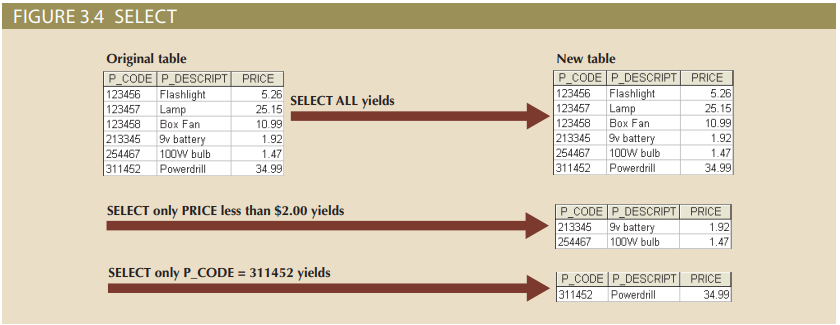 FIGURE 3.4 SELECT
Original table
P_CODE P_DESCRIPT PRICE
123456 Flashlight 5.26
123457 Lamp 25.15
123458 Box Fan 10.99
213345 9v battery 1.92
254467 100W bulb 1.47
311452 Powerdrill 34.99
SELECT ALL yields
New table
P_CODE P_DESCRIPT PRICE
123456 Flashlight 5.26
123457 Lamp 25.15
123458 Box Fan 10.99
213345 9v battery 1.92
254467 100W bulb 1.47
311452 Powerdrill 34.99
SELECT only PRICE less than $2.00 yields
P_CODE P_DESCRIPT PRICE
213345 9v battery 1.92
254467 100W bulb 1.47
SELECT only P_CODE = 311452 yields
P_CODE P_DESCRIPT PRICE
311452 Powerdrill 34.99